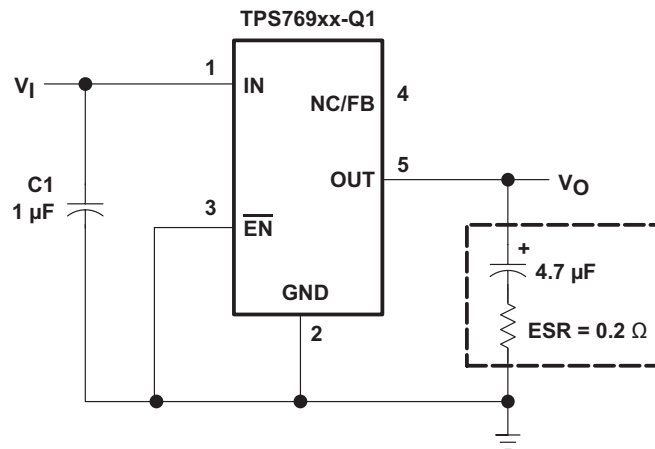 TPS769xx-Q1
VI
1
IN
NC/FB
4
C1
1 µF
OUT
5
VO
3
EN
+
4.7 µF
GND
2
ESR = 0.2 Ω